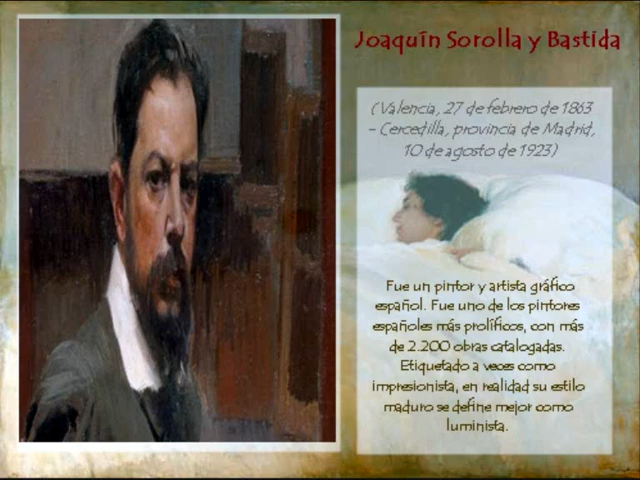 Joaquín Sorolla y Bastida
(Valencia, 27 de febrero de 1863
– Cercedilla, provincia de Madrid,
10 de agosto de 1923)
Fue un pintor y artista gráfico
español. Fue uno de los pintores
españoles más prolíficos, con más
de 2.200 obras catalogadas.
Etiquetado a veces como
impresionista, en realidad su estilo
maduro se define mejor como
luminista.